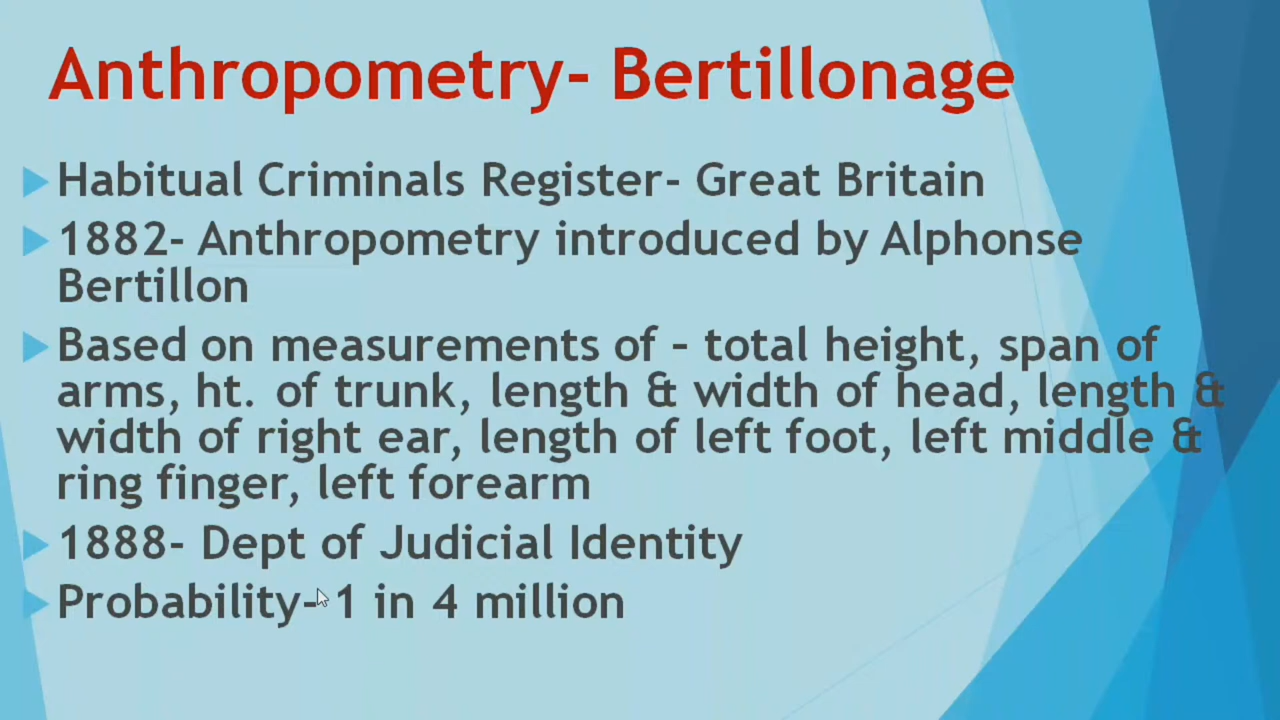 Anthropometry- Bertillonage
Habitual Criminals Register- Great Britain
1882- Anthropometry introduced by Alphonse
Bertillon
Based on measurements of – total height, span of
arms, ht. of trunk, length & width of head, length &
width of right ear, length of left foot, left middle &
ring finger, left forearm
1888- Dept of Judicial Identity
Probability- 1 in 4 million